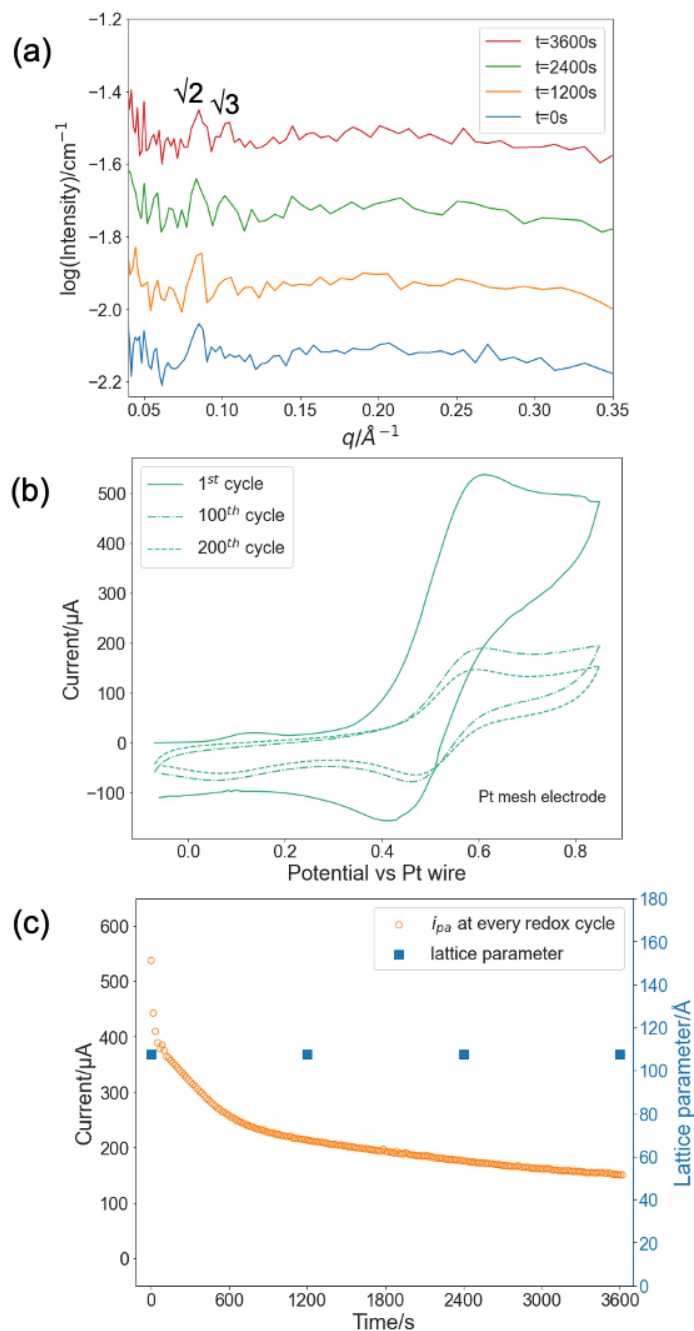 (a)
−1.2
−1.4
−1.6
−1.8
−2.0
−2.2
log(Intensity)/cm⁻¹
√2
√3
t=3600s
t=2400s
t=1200s
t=0s
0.05
0.10
0.15
0.20
0.25
0.30
0.35
q/Å⁻¹
(b)
500
400
300
200
100
0
−100
Current/µA
1ˢᵗ cycle
100ᵗʰ cycle
200ᵗʰ cycle
Pt mesh electrode
0.0
0.2
0.4
0.6
0.8
Potential vs Pt wire
(c)
600
500
400
300
200
100
0
Current/µA
i_pa at every redox cycle
lattice parameter
180
160
140
120
100
80
60
40
20
0
Lattice parameter/Å
0
600
1200
1800
2400
3000
3600
Time/s